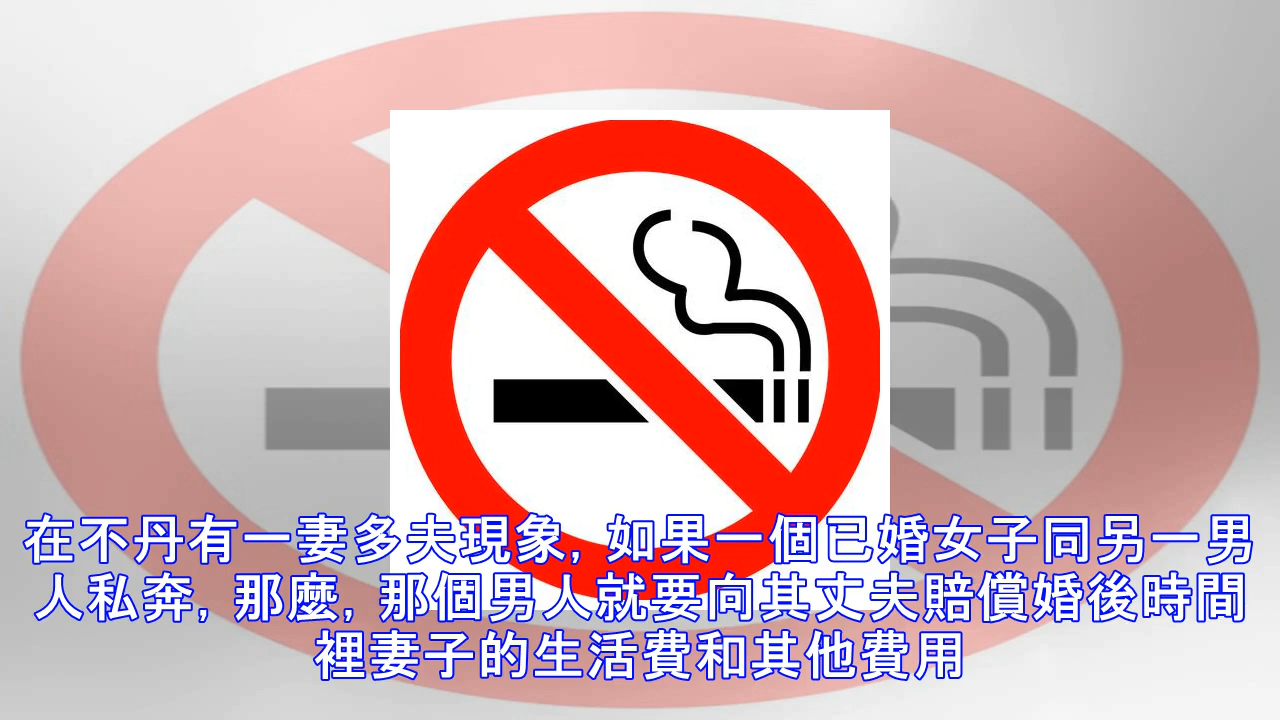 在不丹有一妻多夫現象, 如果一個已婚女子同另一男
人私奔, 那麼, 那個男人就要向其丈夫賠償婚後時間
裡妻子的生活費和其他費用